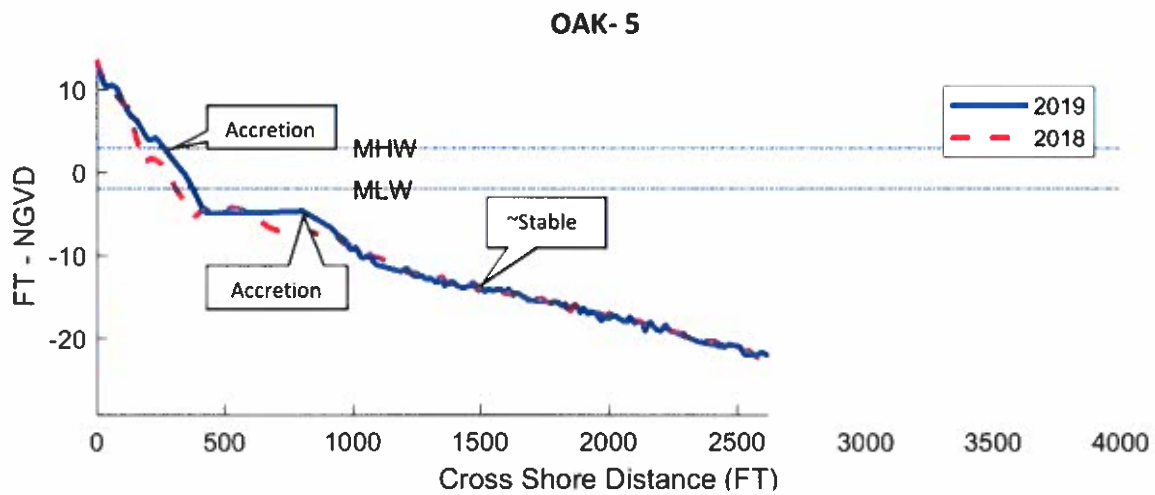 OAK- 5
10
0
-10
-20
FT - NGVD
Accretion
MHW
MLW
~Stable
Accretion
2019
2018
0 500 1000 1500 2000 2500 3000 3500 4000
Cross Shore Distance (FT)